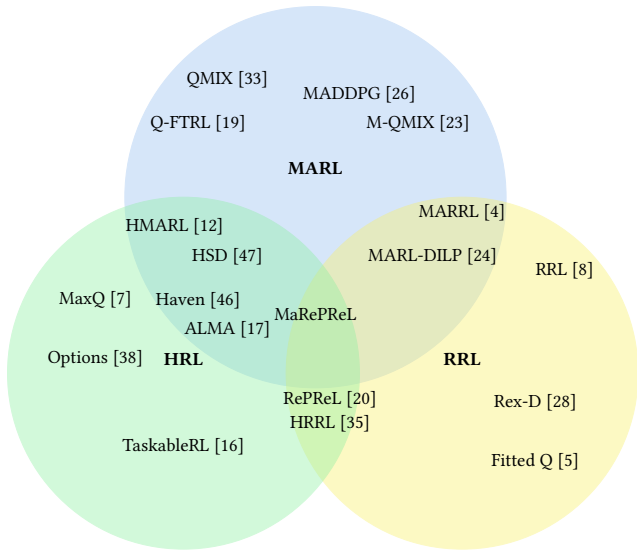 QMIX [33]
MADDPG [26]
Q-FTRL [19]
M-QMIX [23]
MARL
MARRL [4]
HMARL [12]
HSD [47]
MARL-DILP [24]
RRL [8]
MaxQ [7]
Haven [46]
MaRePReL
ALMA [17]
Options [38]
HRL
RRL
RePReL [20]
Rex-D [28]
HRRL [35]
TaskableRL [16]
Fitted Q [5]